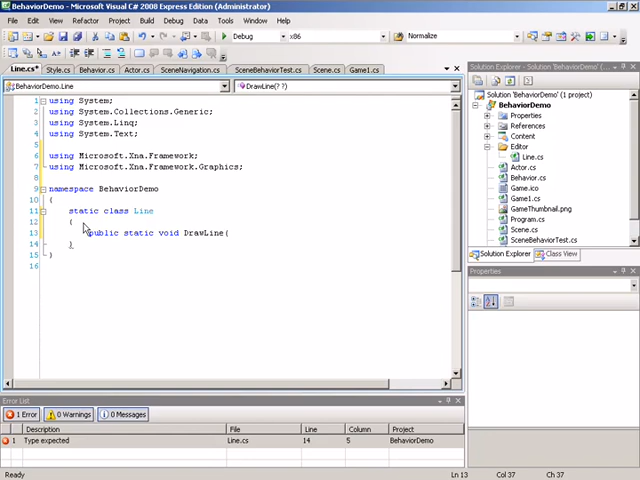 BehaviorDemo - Microsoft Visual C# 2008 Express Edition (Administrator)
File Edit View Refactor Project Build Debug Data Tools Window Help
Debug x86 Normalize
Line.cs* Style.cs Behavior.cs Actor.cs SceneNavigation.cs SceneBehaviorTest.cs Scene.cs Game1.cs
BehaviorDemo.Line DrawLine(? ?)
1 using System;
2 using System.Collections.Generic;
3 using System.Linq;
4 using System.Text;
5
6 using Microsoft.Xna.Framework;
7 using Microsoft.Xna.Framework.Graphics;
8
9 namespace BehaviorDemo
10 {
11 static class Line
12 {
13 public static void DrawLine(
14 }
15 }
16
Solution Explorer - Solution 'BehaviorDemo'
Solution 'BehaviorDemo' (1 project)
BehaviorDemo
Properties
References
Content
Editor
Line.cs
Actor.cs
Behavior.cs
Game.ico
Game1.cs
GameThumbnail.png
Program.cs
Scene.cs
SceneBehaviorTest.cs
Solution Explorer Class View
Properties
Error List
1 Error 0 Warnings 0 Messages
Description File Line Column Project
1 Type expected Line.cs 14 5 BehaviorDemo
Ready Ln 13 Col 37 Ch 37